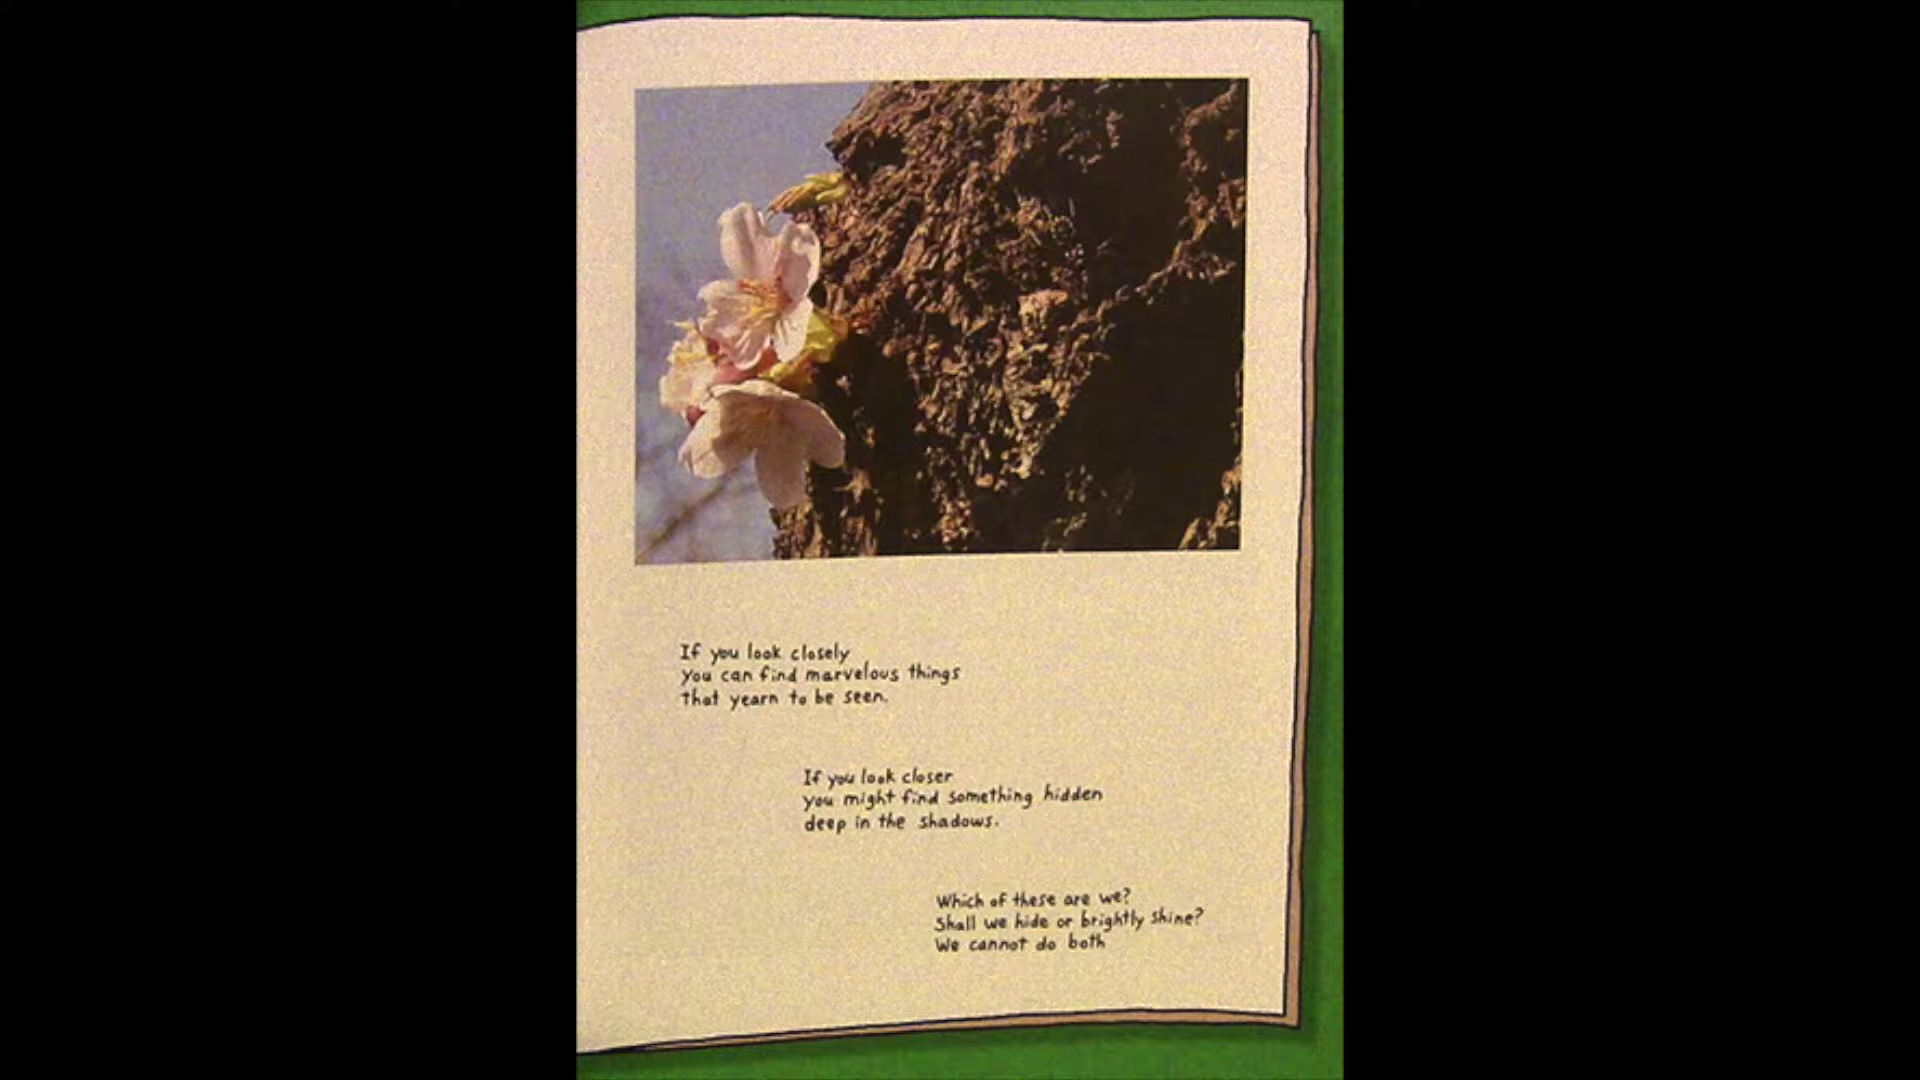 If you look closely
you can find marvelous things
that yearn to be seen.
If you look closer
you might find something hidden
deep in the shadows.
Which of these are we?
Shall we hide or brightly shine?
We cannot do both